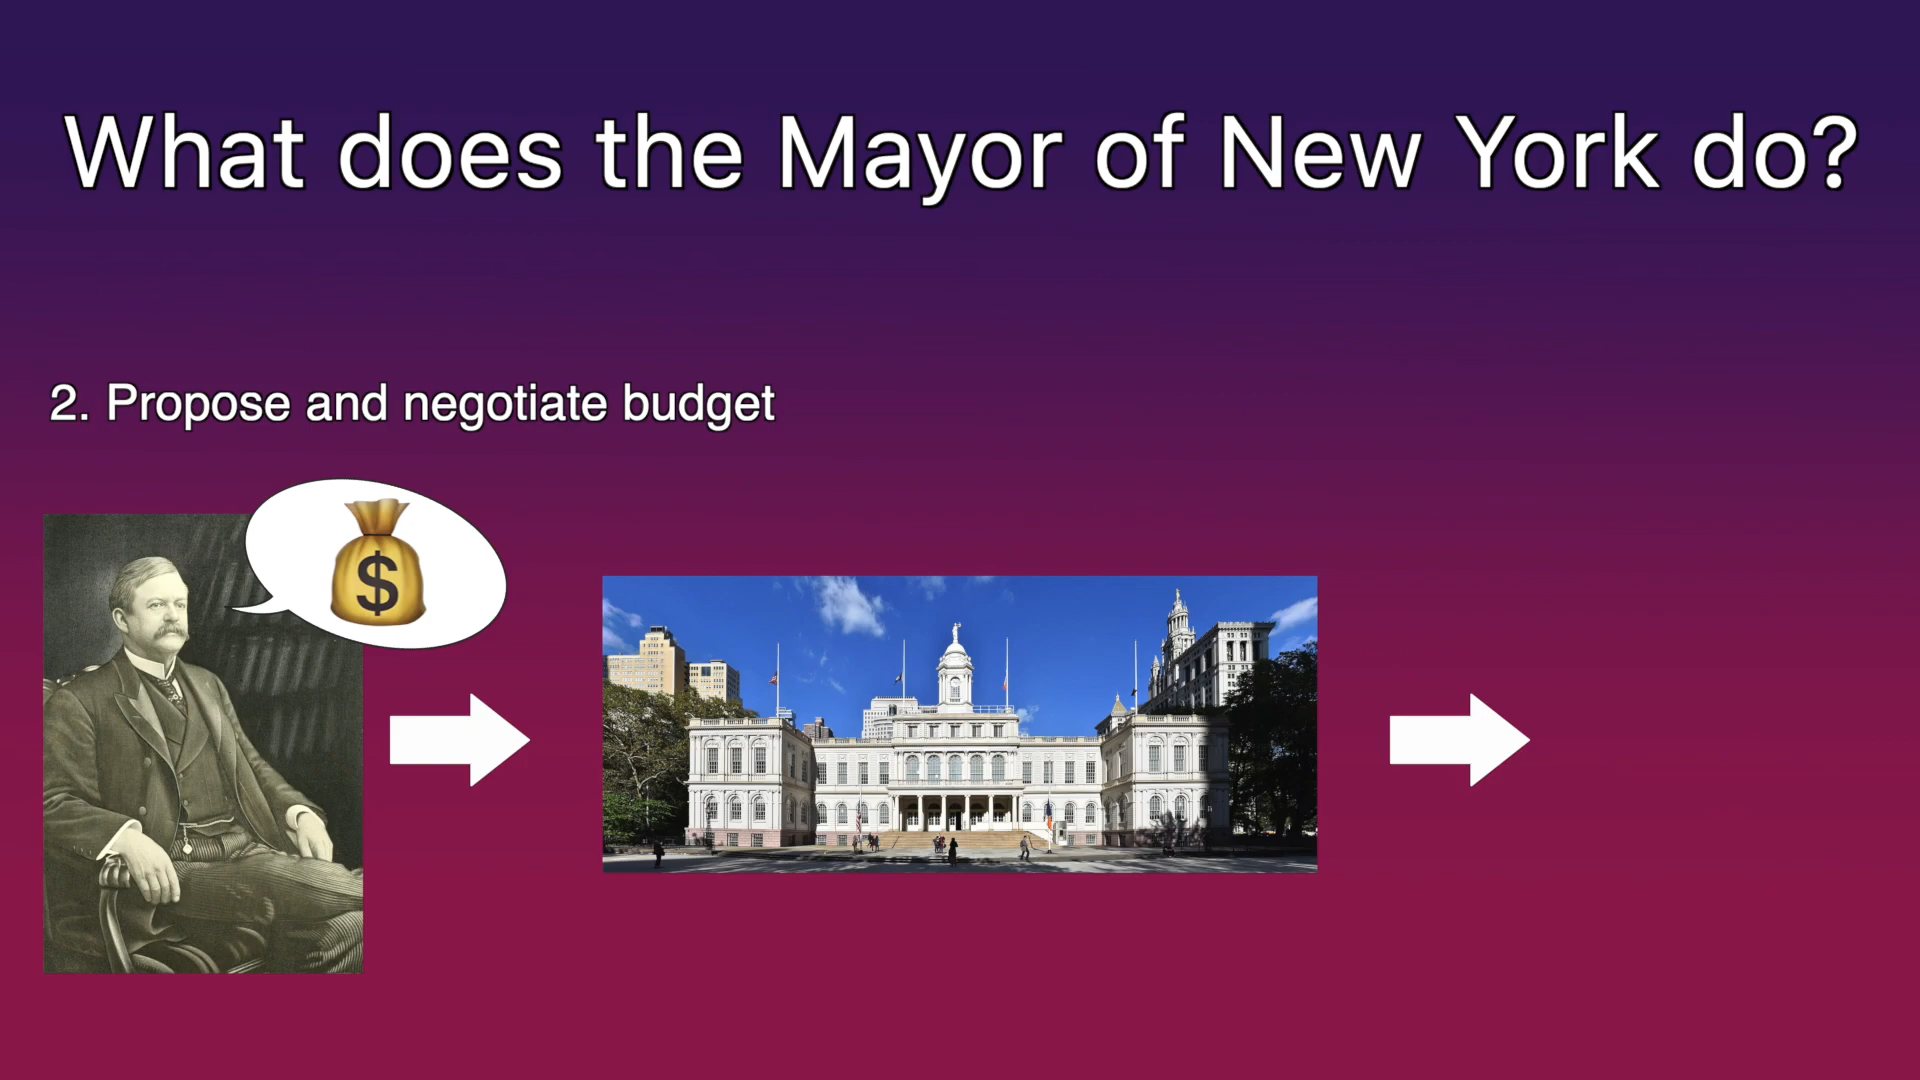 What does the Mayor of New York do?
2. Propose and negotiate budget
$